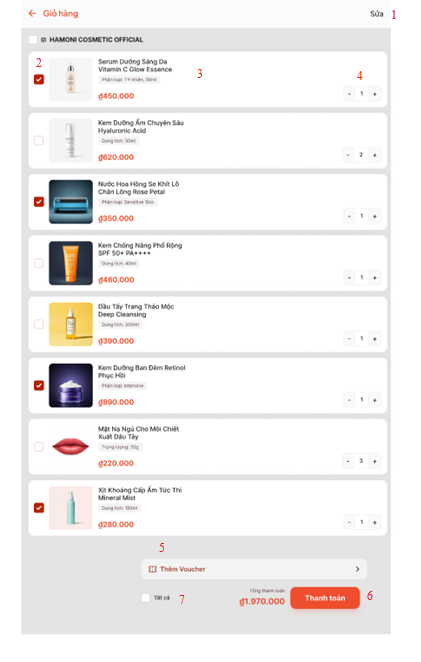 ← Giỏ hàng
Sửa 1
HAMONI COSMETIC OFFICIAL
2
Serum Dưỡng Sáng Da
Vitamin C Glow Essence
3
4
Phân loại: TY nhiên, 30ml
₫450.000
- 1 +
Kem Dưỡng Ẩm Chuyên Sâu
Hyaluronic Acid
Dung tích: 50ml
₫620.000
- 2 +
Nước Hoa Hồng Se Khít Lỗ
Chân Lông Rose Petal
Phân loại: Sensitive Skin
₫350.000
- 1 +
Kem Chống Nắng Phổ Rộng
SPF 50+ PA++++
Dung tích: 40ml
₫480.000
- 1 +
Dầu Tẩy Trang Thảo Mộc
Deep Cleansing
Dung tích: 200ml
₫390.000
- 1 +
Kem Dưỡng Ban Đêm Retinol
Phục Hồi
Phân loại: Intensive
₫890.000
- 1 +
Mặt Nạ Ngủ Cho Môi Chiết
Xuất Dâu Tây
Trọng lượng: 20g
₫220.000
- 3 +
Xịt Khoáng Cấp Ẩm Tức Thì
Mineral Mist
Dung tích: 150ml
₫280.000
- 1 +
5
Thêm Voucher >
Tất cả
7
Tổng thanh toán
₫1.970.000
Thanh toán
6